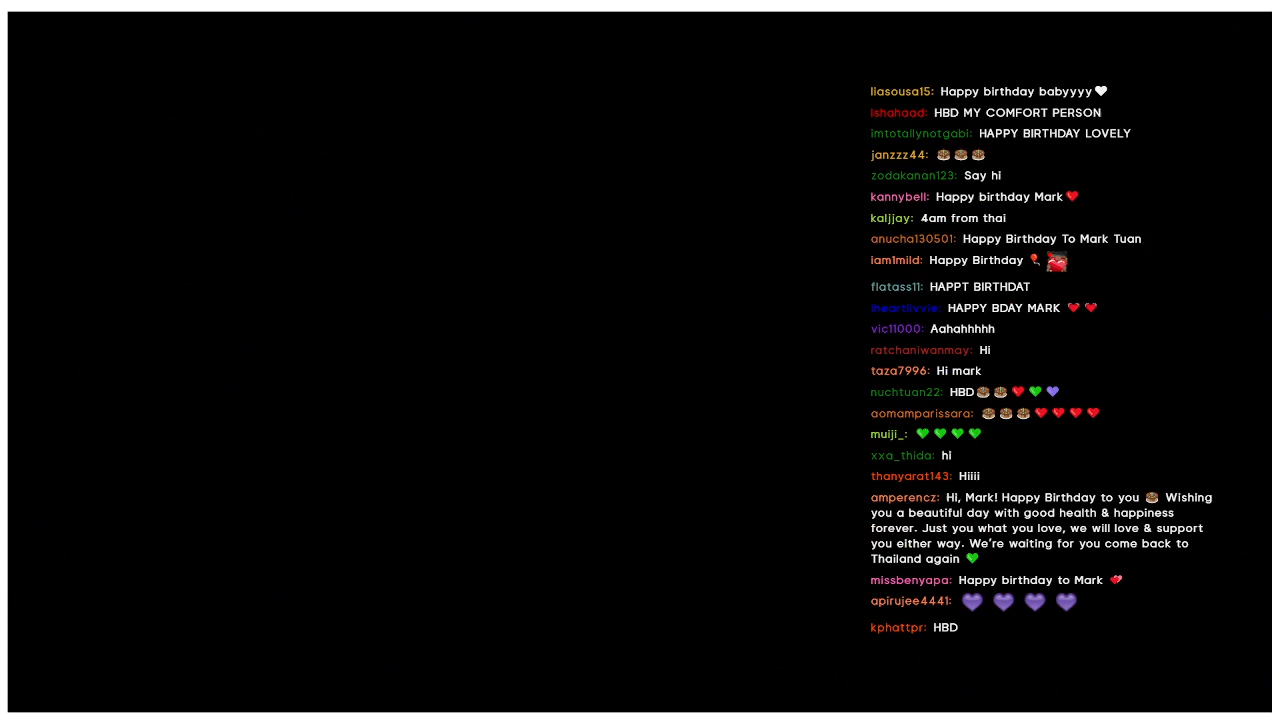 liasousa15: Happy birthday babyyyy🤍
ishahaad: HBD MY COMFORT PERSON
imtotallynotgabi: HAPPY BIRTHDAY LOVELY
janzzz44: 🎂🎂🎂
zodakanan123: Say hi
kannybell: Happy birthday Mark❤️
kaljjay: 4am from thai
anucha130501: Happy Birthday To Mark Tuan
iam1mild: Happy Birthday 🎈
flatass11: HAPPT BIRTHDAT
iheartlivvie: HAPPY BDAY MARK ❤️❤️
vic11000: Aahahhhhh
ratchaniwanmay: Hi
taza7996: Hi mark
nuchtuan22: HBD🎂🎂❤️💚💜
aomamparissara: 🎂🎂🎂❤️❤️❤️❤️
muiji_: 💚💚💚💚
xxa_thida: hi
thanyarat143: Hiiii
amperencz: Hi, Mark! Happy Birthday to you 🎂 Wishing
you a beautiful day with good health & happiness
forever. Just you what you love, we will love & support
you either way. We're waiting for you come back to
Thailand again 💚
missbenyapa: Happy birthday to Mark 💕
apirujee4441: 💜💜💜💜
kphattpr: HBD